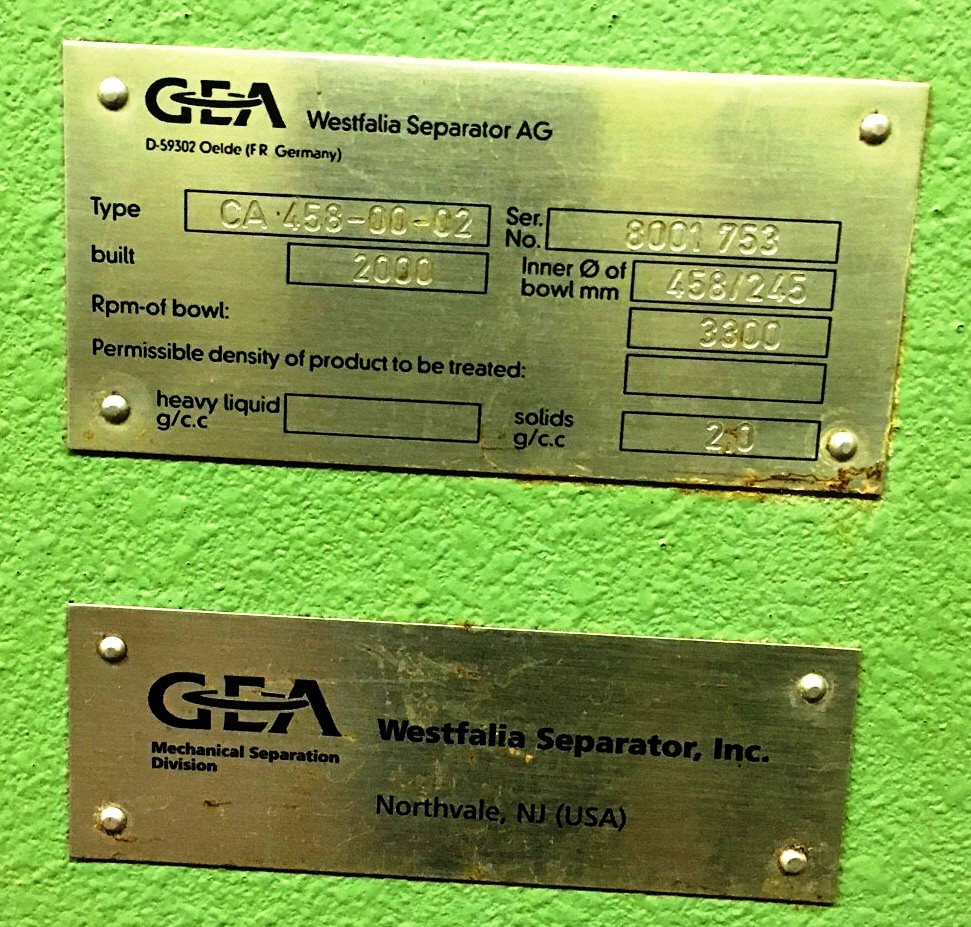 GEA Westfalia Separator AG
D-59302 Oelde (FR Germany)
Type CA 458-00-02 Ser. No. 8001 753
built 2000 Inner Ø of bowl mm 458/245
Rpm-of bowl: 3300
Permissible density of product to be treated:
heavy liquid g/c.c solids g/c.c 2,0
GEA
Mechanical Separation
Division
Westfalia Separator, Inc.
Northvale, NJ (USA)